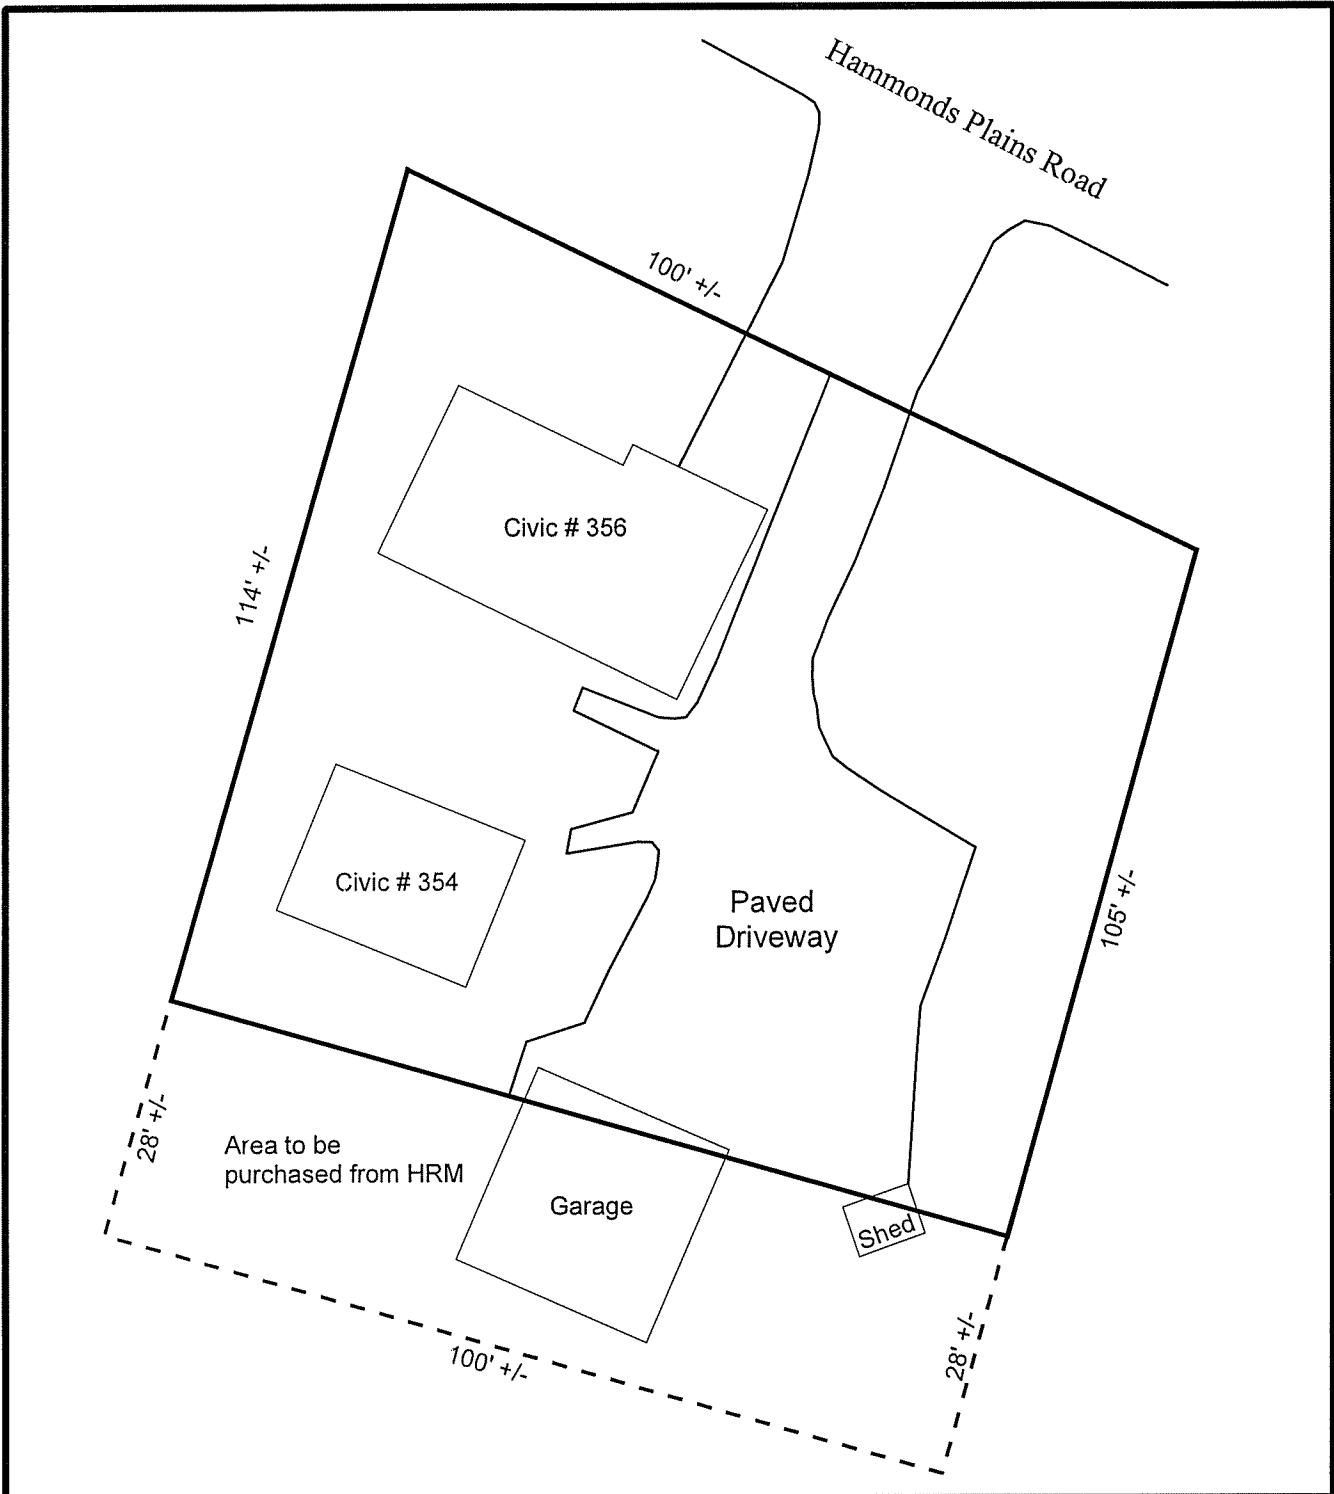 Hammonds Plains Road
100' +/-
Civic # 356
114' +/-
Civic # 354
Paved
Driveway
105' +/-
28' +/-
Area to be
purchased from HRM
Garage
Shed
28' +/-
100' +/-